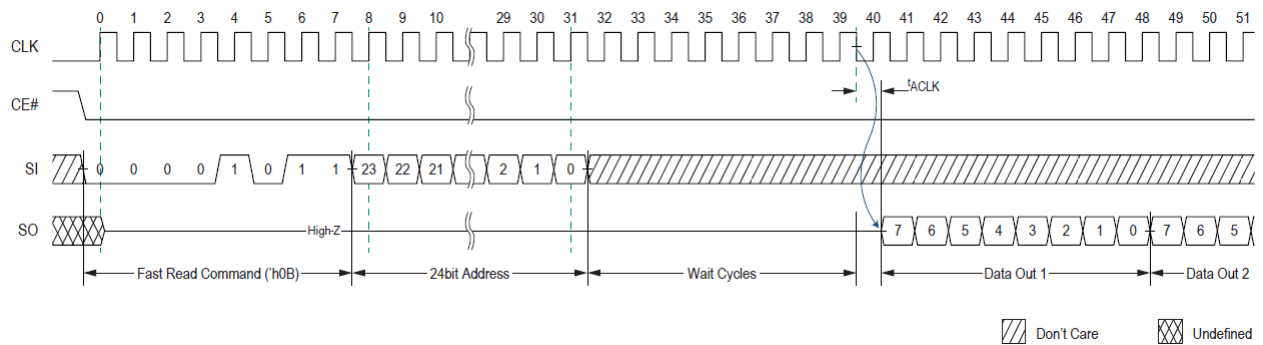 0 1 2 3 4 5 6 7 8 9 10 29 30 31 32 33 34 35 36 37 38 39 40 41 42 43 44 45 46 47 48 49 50 51
CLK
tACLK
CE#
SI 0 0 0 0 1 0 1 1 23 22 21 2 1 0
SO High-Z 7 6 5 4 3 2 1 0 7 6 5
Fast Read Command ('h0B) 24bit Address Wait Cycles Data Out 1 Data Out 2
Don't Care Undefined